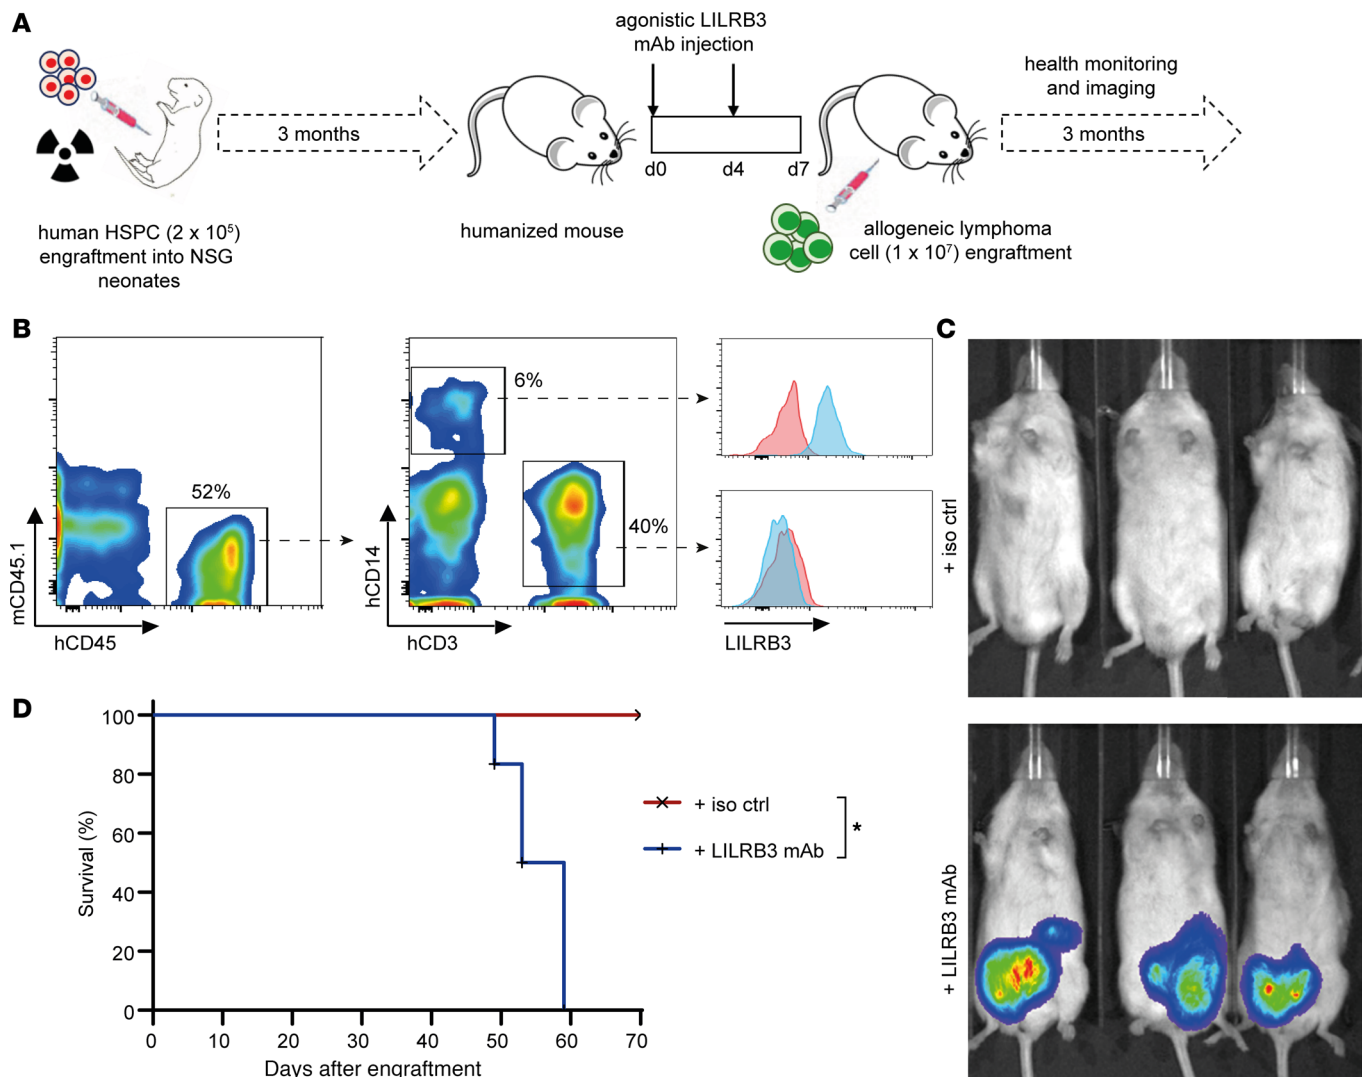 A
agonistic LILRB3
mAb injection
health monitoring
and imaging
3 months
3 months
d0
d4
d7
human HSPC (2 x 10⁵)
engraftment into NSG
neonates
humanized mouse
allogeneic lymphoma
cell (1 x 10⁷) engraftment
B
mCD45.1
52%
hCD45
hCD14
6%
40%
hCD3
LILRB3
C
+ iso ctrl
+ LILRB3 mAb
D
Survival (%)
100
80
60
40
20
0
0 10 20 30 40 50 60 70
Days after engraftment
+ iso ctrl
+ LILRB3 mAb
*